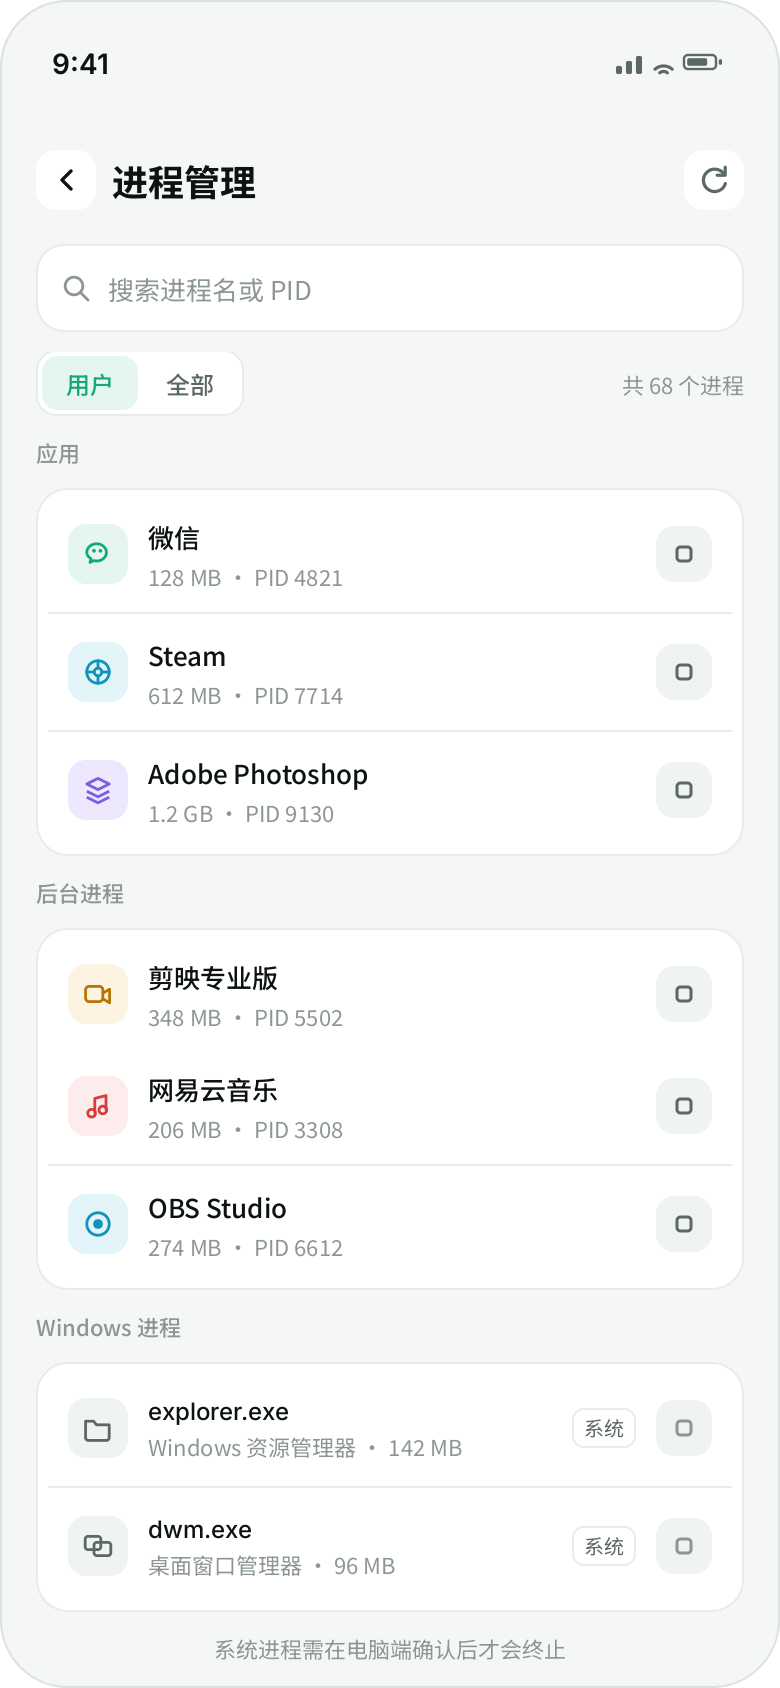 9:41
进程管理
搜索进程名或 PID
用户
全部
共 68 个进程
应用
微信
128 MB • PID 4821
Steam
612 MB • PID 7714
Adobe Photoshop
1.2 GB • PID 9130
后台进程
剪映专业版
348 MB • PID 5502
网易云音乐
206 MB • PID 3308
OBS Studio
274 MB • PID 6612
Windows 进程
explorer.exe
Windows 资源管理器 • 142 MB
系统
dwm.exe
桌面窗口管理器 • 96 MB
系统
系统进程需在电脑端确认后才会终止